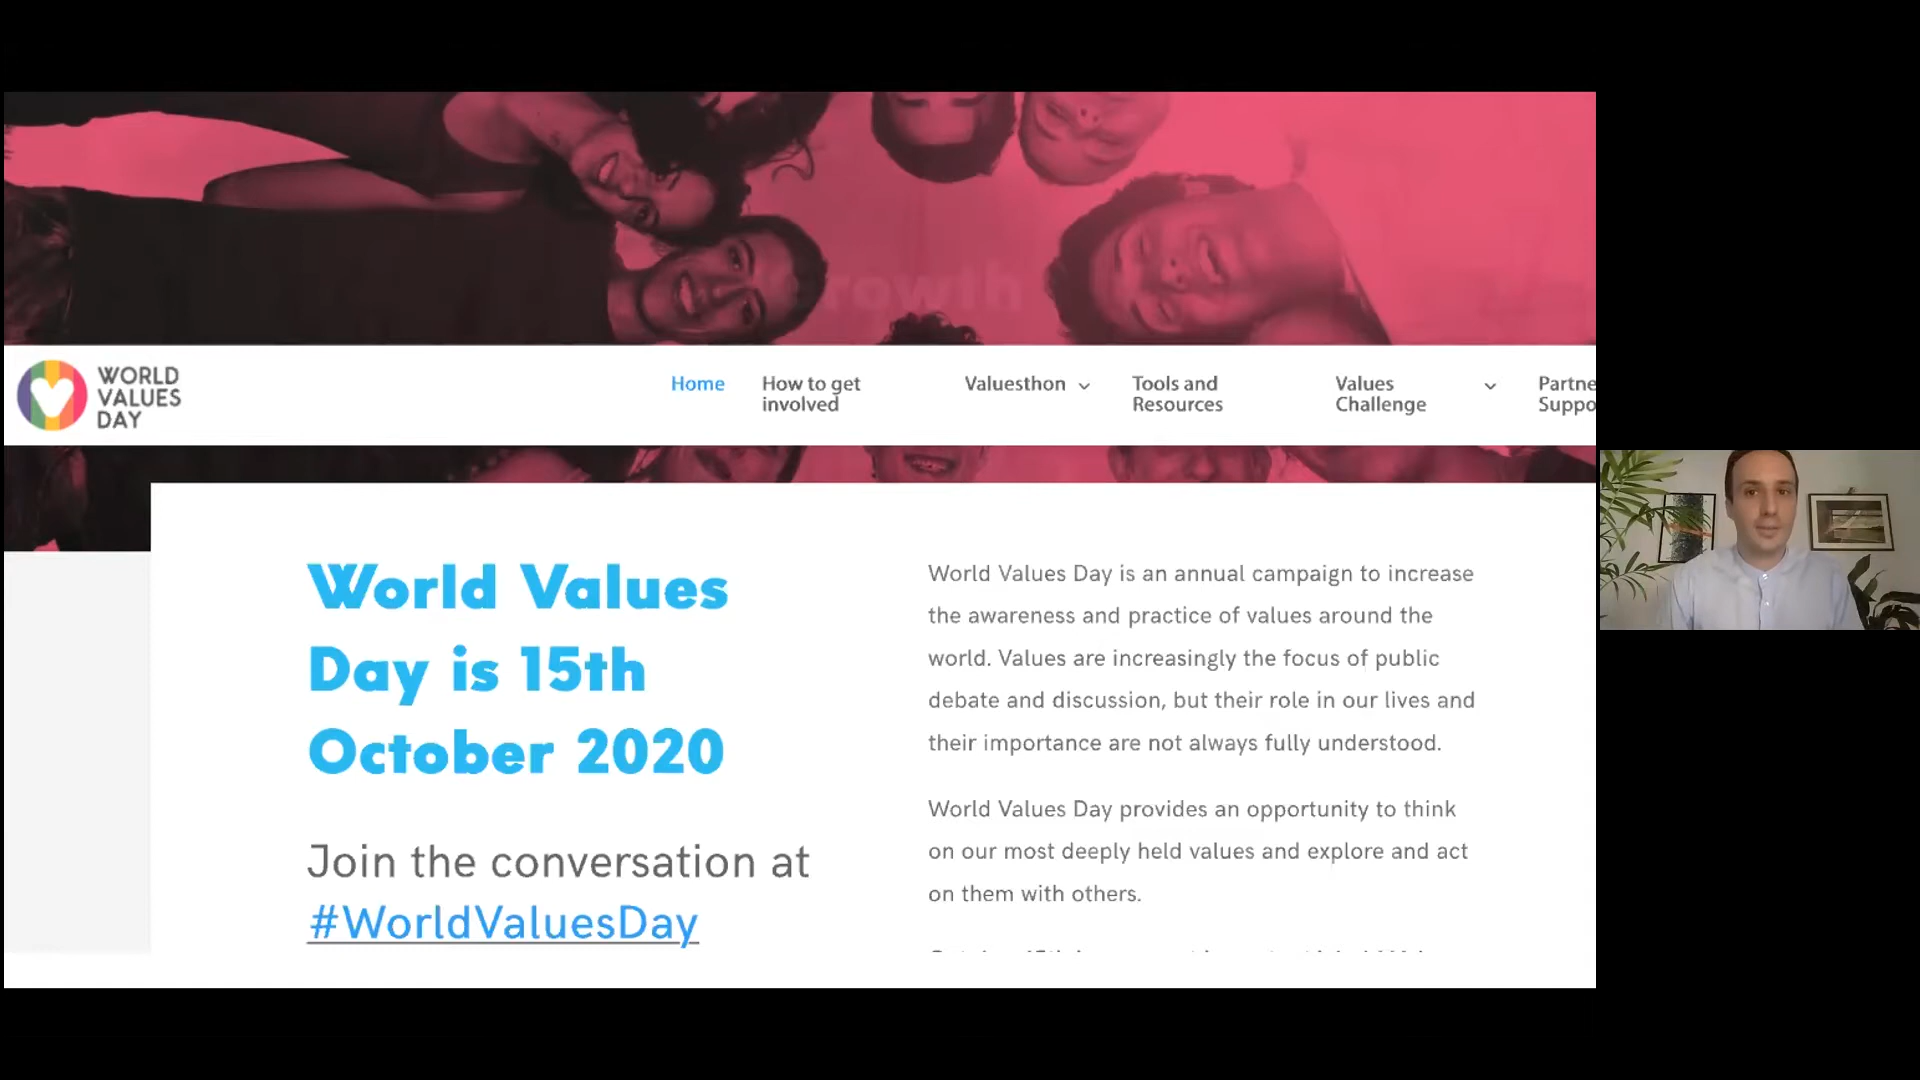 WORLD
VALUES
DAY
Home
How to get
involved
Valuesthon
Tools and
Resources
Values
Challenge
World Values
Day is 15th
October 2020
Join the conversation at
#WorldValuesDay
World Values Day is an annual campaign to increase
the awareness and practice of values around the
world. Values are increasingly the focus of public
debate and discussion, but their role in our lives and
their importance are not always fully understood.
World Values Day provides an opportunity to think
on our most deeply held values and explore and act
on them with others.